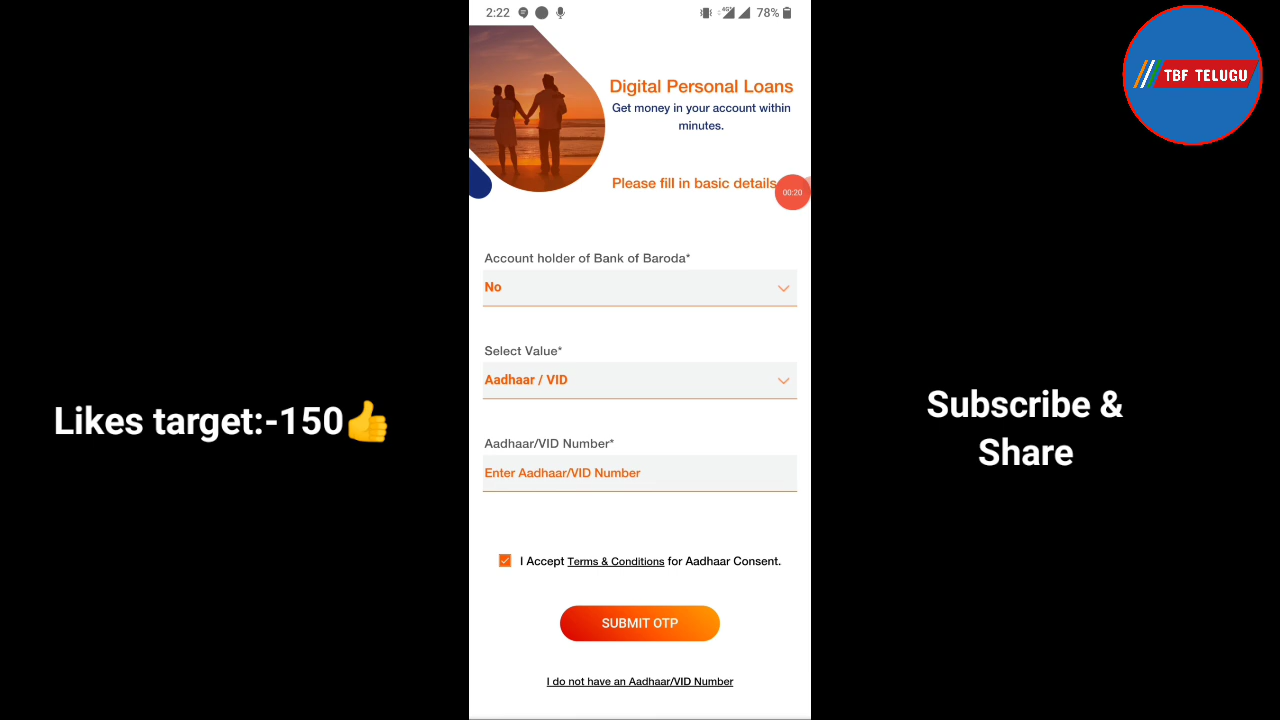 2:22
4G
78%
TBF TELUGU
Digital Personal Loans
Get money in your account within
minutes.
Please fill in basic details
00:20
Account holder of Bank of Baroda*
No
Select Value*
Aadhaar / VID
Likes target:-150👍
Subscribe &
Share
Aadhaar/VID Number*
Enter Aadhaar/VID Number
I Accept Terms & Conditions for Aadhaar Consent.
SUBMIT OTP
I do not have an Aadhaar/VID Number